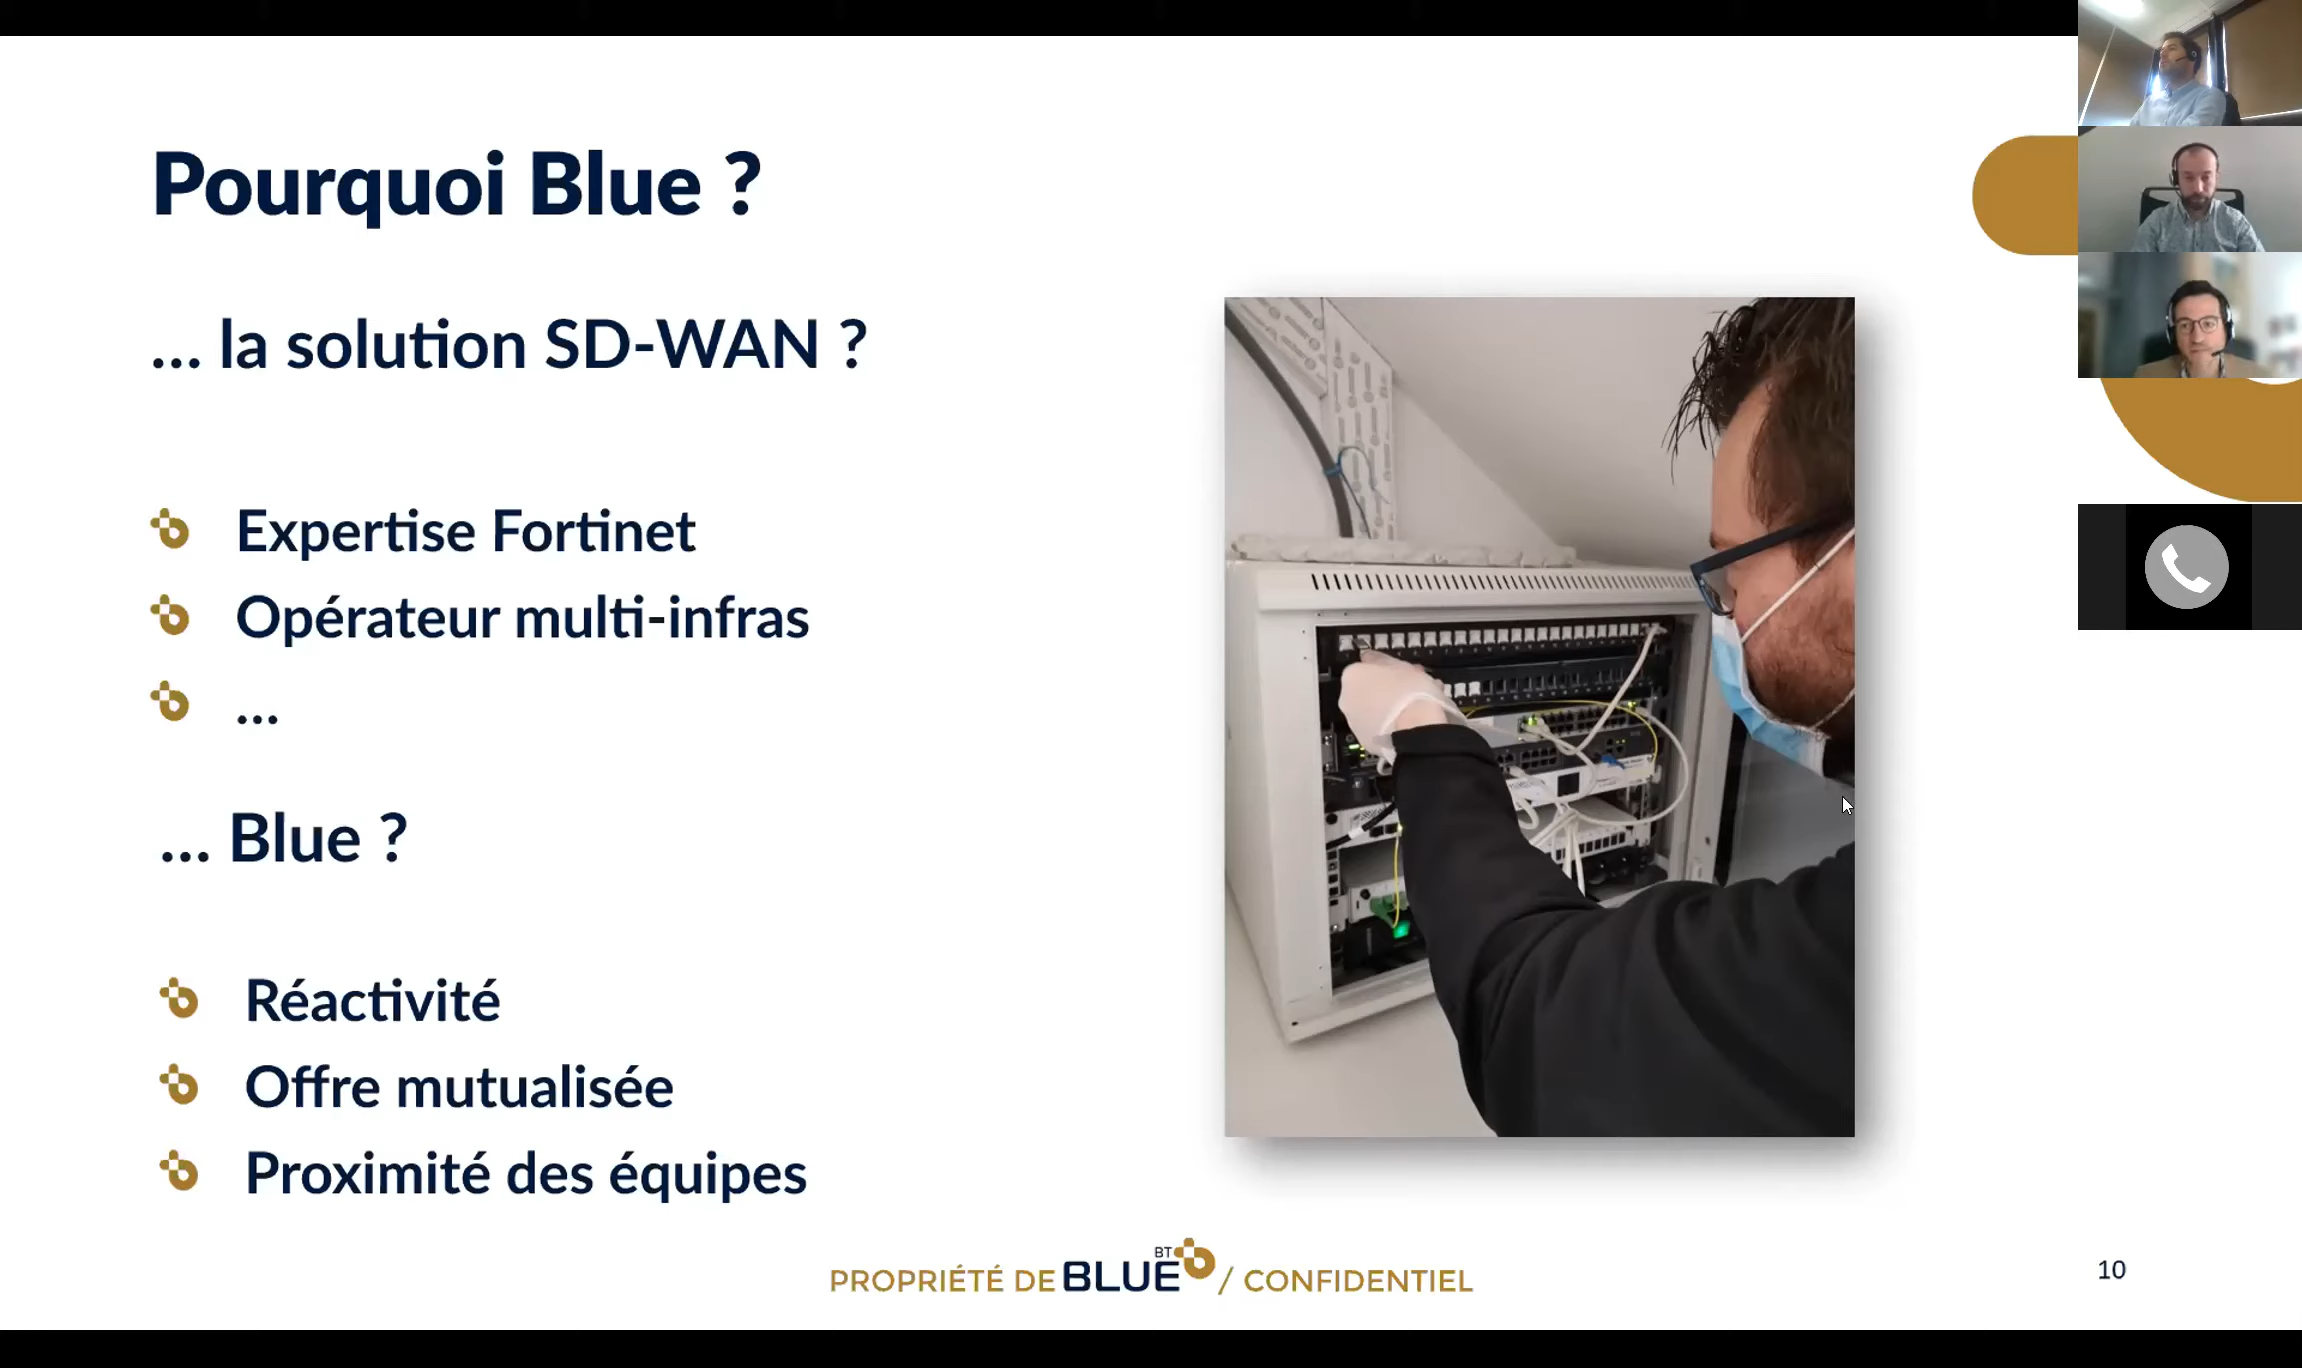 Pourquoi Blue ?
... la solution SD-WAN ?
Expertise Fortinet
Opérateur multi-infras
...
... Blue ?
Réactivité
Offre mutualisée
Proximité des équipes
PROPRIÉTÉ DE BLUE BT / CONFIDENTIEL
10